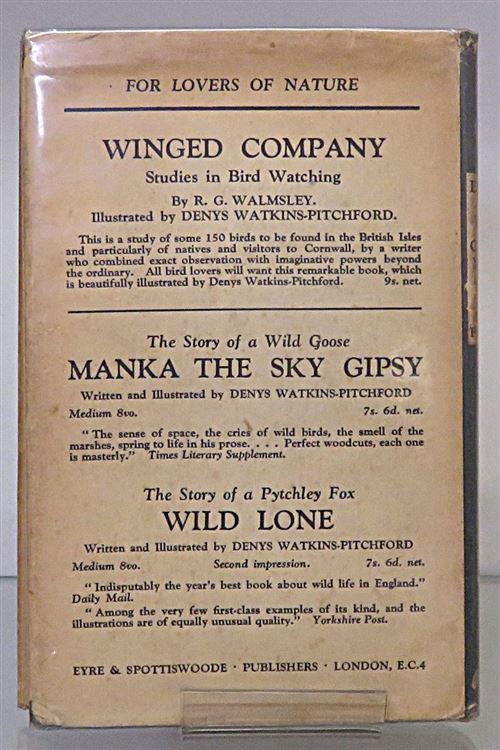 FOR LOVERS OF NATURE
WINGED COMPANY
Studies in Bird Watching
By R. G. WALMSLEY.
Illustrated by DENYS WATKINS-PITCHFORD.
This is a study of some 150 birds to be found in the British Isles
and particularly of natives and visitors to Cornwall, by a writer
who combined exact observation with imaginative powers beyond
the ordinary. All bird lovers will want this remarkable book, which
is beautifully illustrated by Denys Watkins-Pitchford. 9s. net.
The Story of a Wild Goose
MANKA THE SKY GIPSY
Written and Illustrated by DENYS WATKINS-PITCHFORD
Medium 8vo. 7s. 6d. net.
"The sense of space, the cries of wild birds, the smell of the
marshes, spring to life in his prose. . . . Perfect woodcuts, each one
is masterly." Times Literary Supplement.
The Story of a Pytchley Fox
WILD LONE
Written and Illustrated by DENYS WATKINS-PITCHFORD
Medium 8vo. Second impression. 7s. 6d. net.
"Indisputably the year's best book about wild life in England."
Daily Mail.
"Among the very few first-class examples of its kind, and the
illustrations are of equally unusual quality." Yorkshire Post.
EYRE & SPOTTISWOODE · PUBLISHERS · LONDON, E.C.4